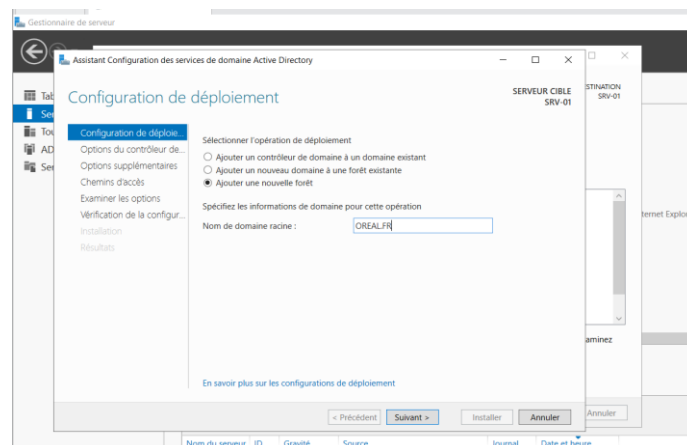 Gestionnaire de serveur
Assistant Configuration des services de domaine Active Directory
Configuration de déploiement
SERVEUR CIBLE
SRV-01
SRV-01
AD
Configuration de déploie...
Options du contrôleur de...
Options supplémentaires
Chemins d'accès
Examiner les options
Vérification de la configur...
Installation
Résultats
Sélectionner l'opération de déploiement
Ajouter un contrôleur de domaine à un domaine existant
Ajouter un nouveau domaine à une forêt existante
Ajouter une nouvelle forêt
Spécifiez les informations de domaine pour cette opération
Nom de domaine racine :
OREAL.FR
En savoir plus sur les configurations de déploiement
< Précédent
Suivant >
Installer
Annuler
Annuler
Nom du serveur ID Gravité Source Journal Date et heure